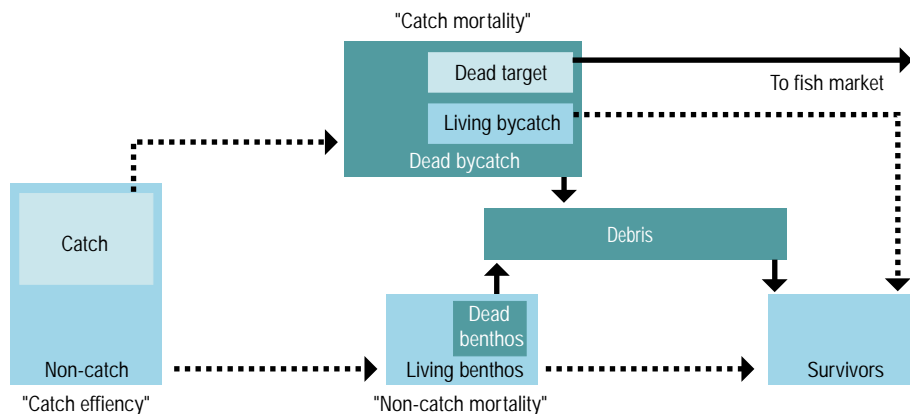 "Catch mortality"
Dead target
To fish market
Living bycatch
Dead bycatch
Catch
Debris
Dead
benthos
Non-catch
Living benthos
Survivors
"Catch effiency"
"Non-catch mortality"